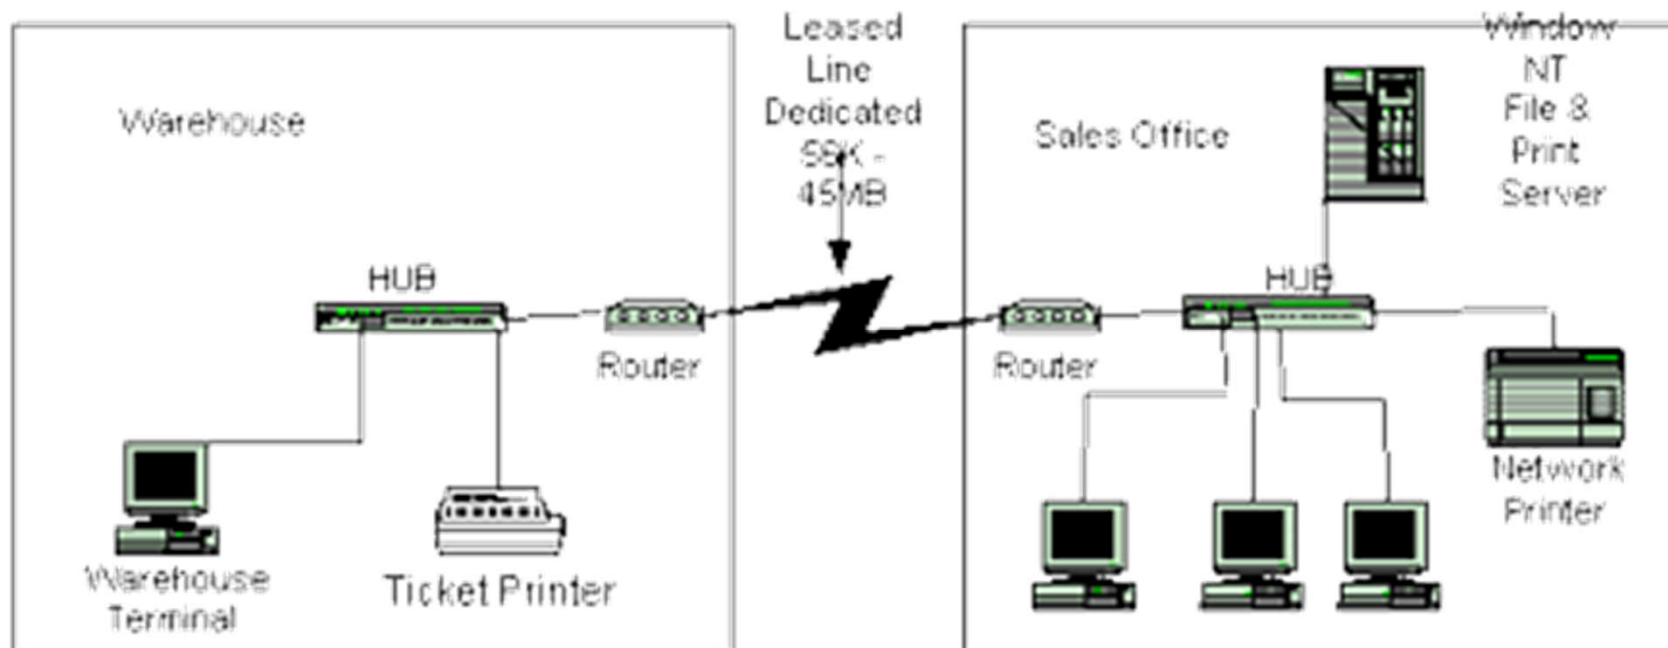 Leased
Line
Dedicated
45MB
Warehouse
HUB
Router
Warehouse
Terminal
Ticket Printer
Sales Office
Window
NT
File &
Print
Server
HUB
Router
Network
Printer